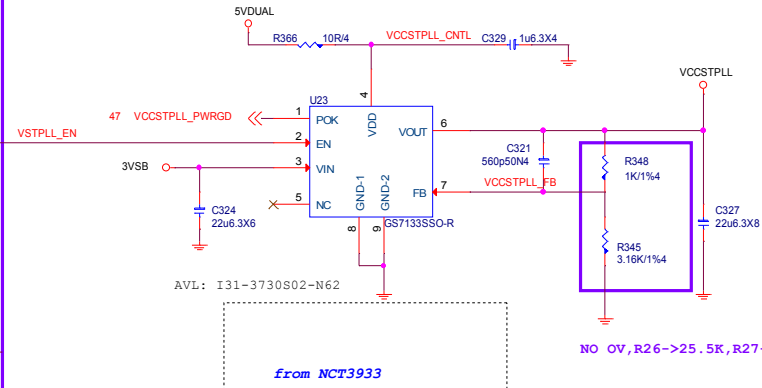 5VDUAL
R366
10R/4
VCCSTPLL_CNTL
C329
1u6.3X4
VCCSTPLL
U23
4
47 VCCSTPLL_PWRGD
1
POK
VDD
VOUT
6
VSTPLL_EN
2
EN
3VSB
3
VIN
C321
560p50N4
R348
1K/1%4
VCCSTPLL_FB
FB
7
5
NC
GND-1
GND-2
GS7133SSO-R
8
9
C324
22u6.3X6
C327
22u6.3X8
R345
3.16K/1%4
AVL: I31-3730S02-N62
NO OV,R26->25.5K,R27-
from NCT3933